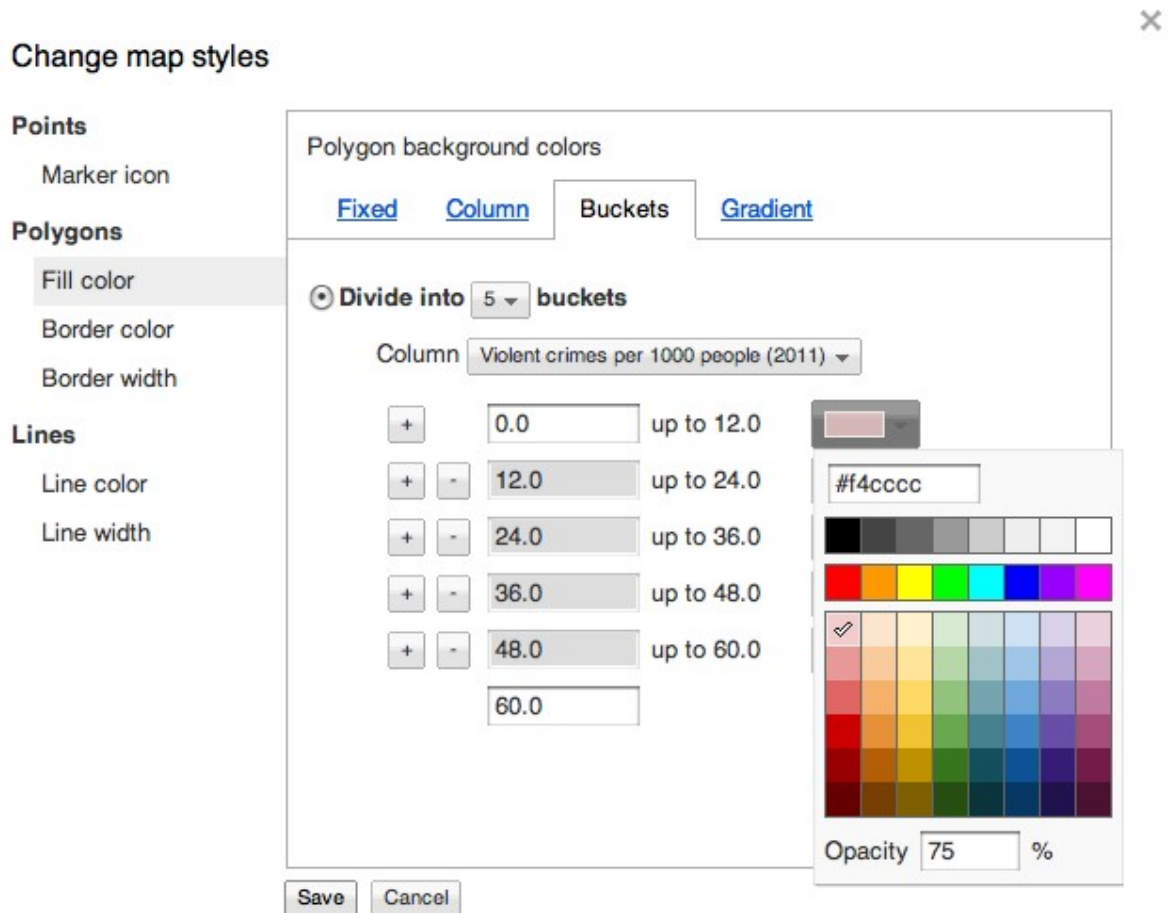 Change map styles
Points
Marker icon
Polygons
Fill color
Border color
Border width
Lines
Line color
Line width
Polygon background colors
Fixed Column Buckets Gradient
Divide into 5 buckets
Column Violent crimes per 1000 people (2011)
+ 0.0 up to 12.0
+ - 12.0 up to 24.0
+ - 24.0 up to 36.0
+ - 36.0 up to 48.0
+ - 48.0 up to 60.0
60.0
#f4cccc
Opacity 75 %
Save Cancel